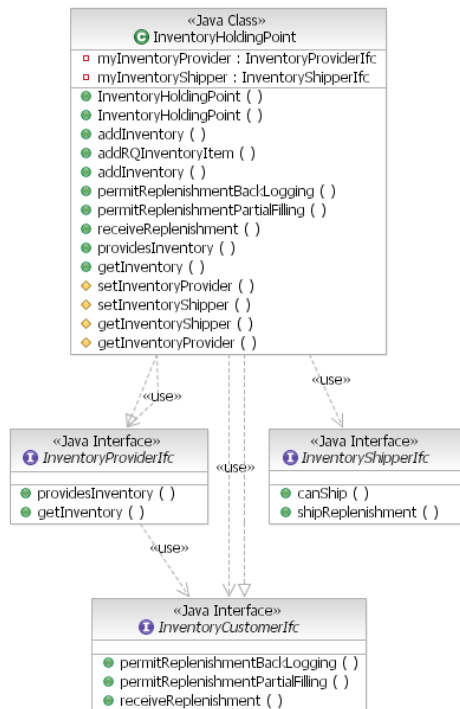 «Java Class»
InventoryHoldingPoint
myInventoryProvider : InventoryProviderIfc
myInventoryShipper : InventoryShipperIfc
InventoryHoldingPoint ( )
InventoryHoldingPoint ( )
addInventory ( )
addRQInventoryItem ( )
addInventory ( )
permitReplenishmentBackLogging ( )
permitReplenishmentPartialFilling ( )
receiveReplenishment ( )
providesInventory ( )
getInventory ( )
setInventoryProvider ( )
setInventoryShipper ( )
getInventoryShipper ( )
getInventoryProvider ( )
«use»
«use»
«Java Interface»
InventoryProviderIfc
providesInventory ( )
getInventory ( )
«use»
«Java Interface»
InventoryShipperIfc
canShip ( )
shipReplenishment ( )
«use»
«Java Interface»
InventoryCustomerIfc
permitReplenishmentBackLogging ( )
permitReplenishmentPartialFilling ( )
receiveReplenishment ( )